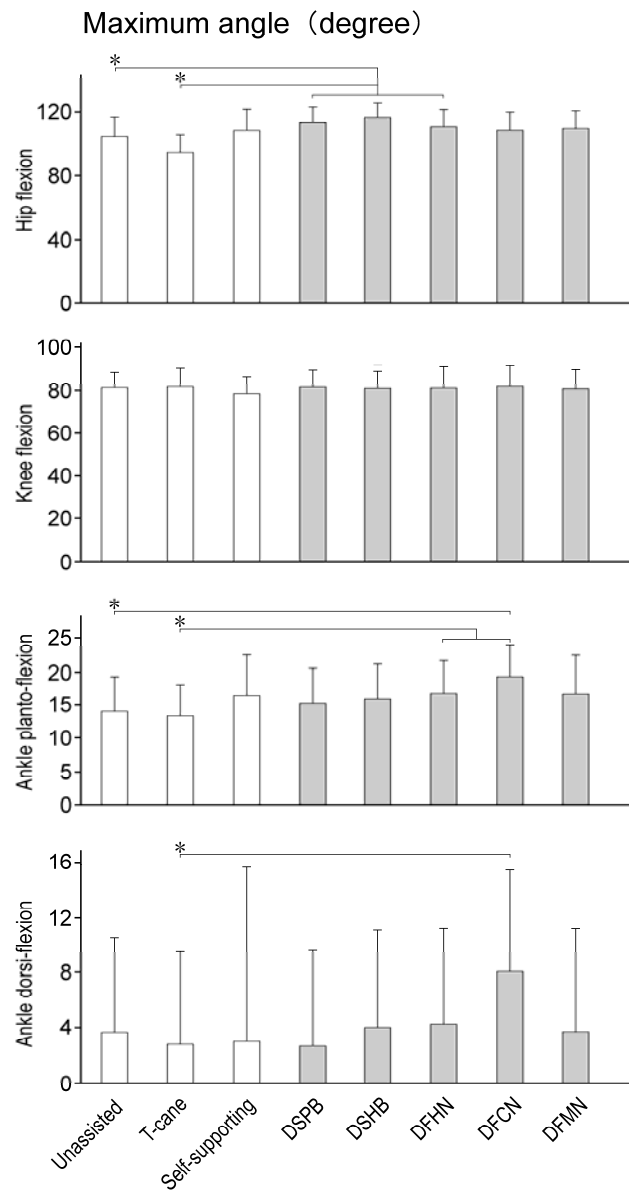 Maximum angle（degree）
*
*
120
80
40
0
Hip flexion
100
80
60
40
20
0
Knee flexion
*
*
25
20
15
10
5
0
Ankle planto-flexion
*
16
12
8
4
0
Ankle dorsi-flexion
Unassisted
T-cane
Self-supporting
DSPB
DSHB
DFHN
DFCN
DFMN